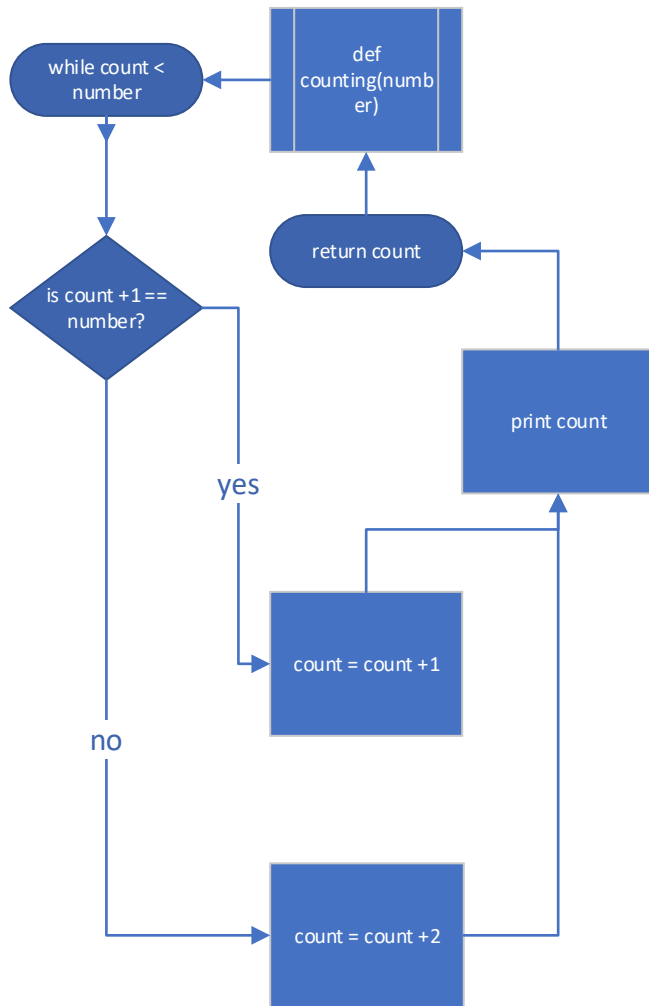 def
counting(numb
er)
while count <
number
return count
is count +1 ==
number?
print count
yes
count = count +1
no
count = count +2